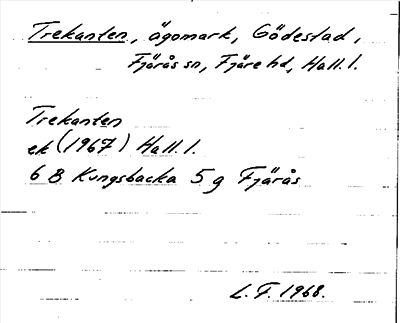 Trekanten, ägomark, Gödestad,
Fjärås sn, Fjäre hd, Hall. l.
Trekanten
ek (1967) Hall. l.
6 B Kungsbacka 5 g Fjärås
L. F. 1968.